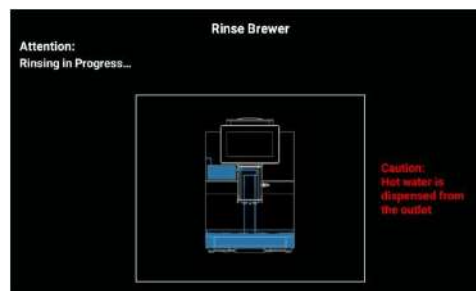 Rinse Brewer
Attention:
Rinsing in Progress...
Caution:
Hot water is
dispensed from
the outlet